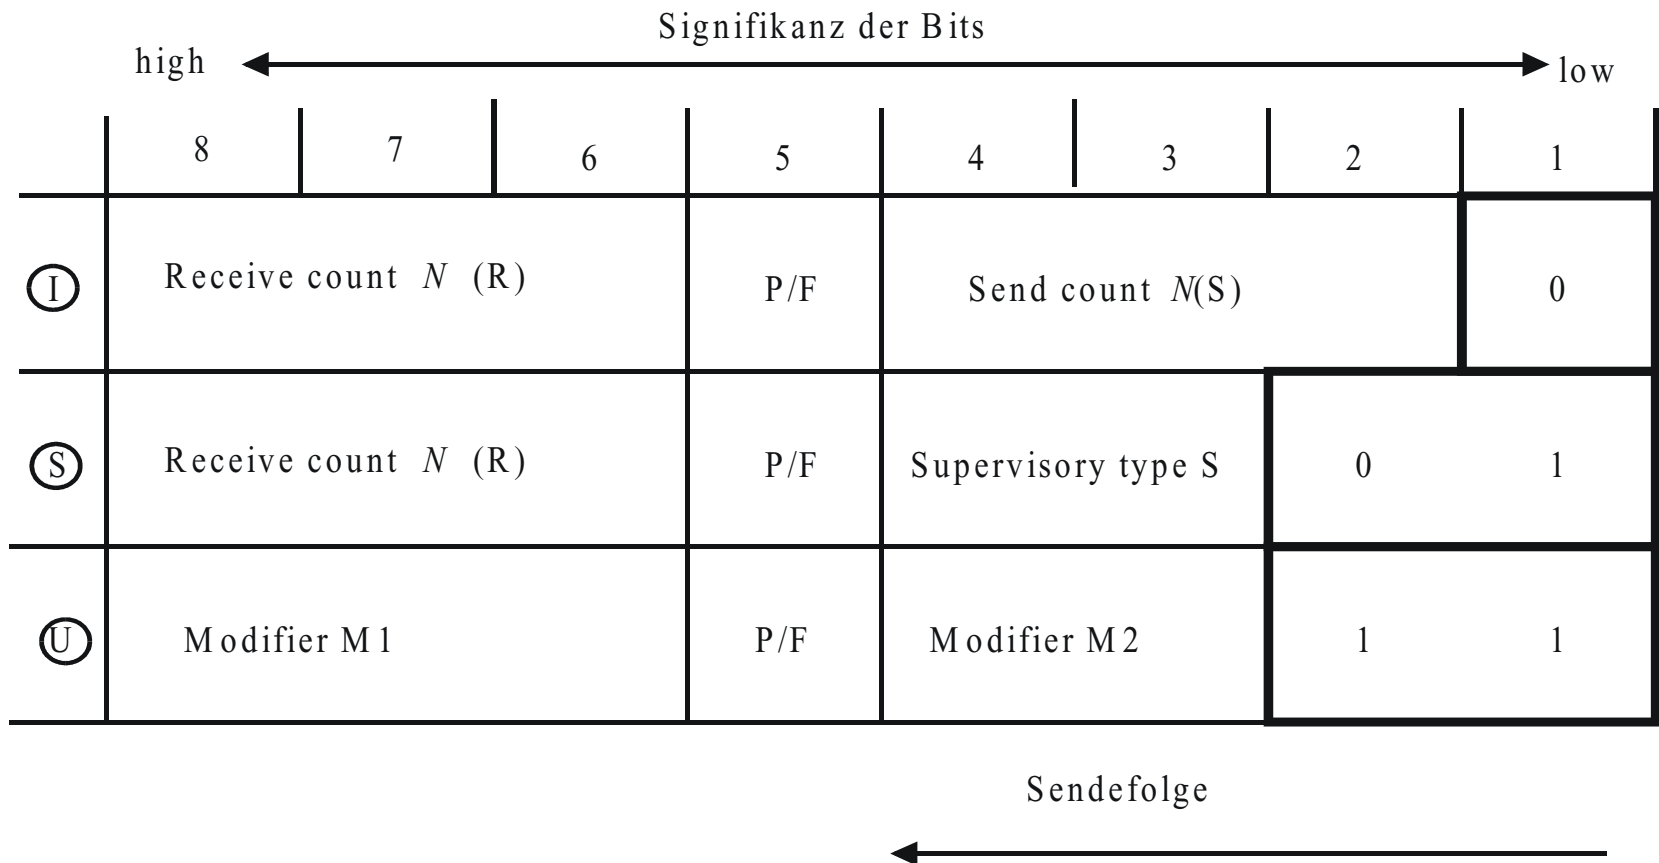 Signifikanz der Bits
high low
8 7 6 5 4 3 2 1
I Receive count N (R) P/F Send count N(S) 0
S Receive count N (R) P/F Supervisory type S 0 1
U Modifier M1 P/F Modifier M2 1 1
Sendefolge